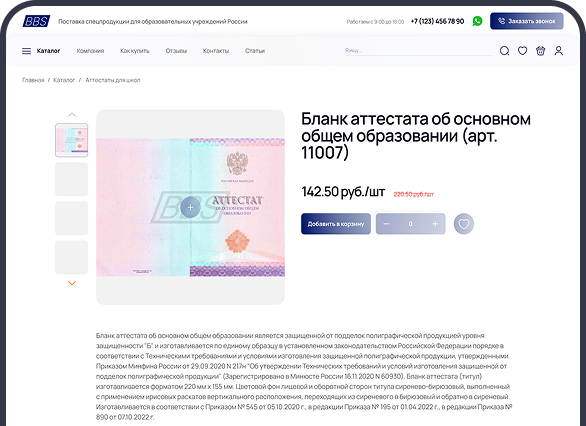 BBS
Поставка спецпродукции для образовательных учреждений России
Работаем с 9:00 до 18:00
+7 (123) 456 78 90
Заказать звонок
Каталог
Компания
Как купить
Отзывы
Контакты
Статьи
Ищу...
Главная / Каталог / Аттестаты для школ
Бланк аттестата об основном
общем образовании (арт.
11007)
РОССИЙСКАЯ ФЕДЕРАЦИЯ
АТТЕСТАТ
ОБ ОСНОВНОМ ОБЩЕМ
ОБРАЗОВАНИИ
BBS
142.50 руб./шт
220.50 руб./шт
Добавить в корзину
− 0 +
Бланк аттестата об основном общем образовании является защищенной от подделок полиграфической продукцией уровня
защищенности "Б" и изготавливается по единому образцу в установленном законодательством Российской Федерации порядке в
соответствии с Техническими требованиями и условиями изготовления защищенной полиграфической продукции, утвержденными
Приказом Минфина России от 29.09.2020 N 217н "Об утверждении Технических требований и условий изготовления защищенной от
подделок полиграфической продукции" (Зарегистрировано в Минюсте России 16.11.2020 N 60930). Бланк аттестата (титул)
изготавливается форматом 220 мм х 155 мм. Цветовой фон лицевой и оборотной сторон титула сиренево-бирюзовый, выполненный
с применением ирисовых раскатов вертикального расположения, переходящих из сиреневого в бирюзовый и обратно в сиреневый.
Изготавливается в соответствии с Приказом № 545 от 05.10.2020 г., в редакции Приказа № 195 от 01.04.2022 г., в редакции Приказа №
890 от 07.10.2022 г.